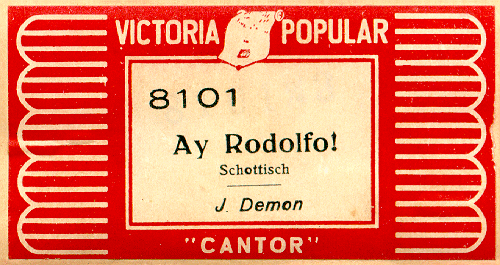 VICTORIA POPULAR
8101
Ay Rodolfo!
Schottisch
J. Demon
"CANTOR"